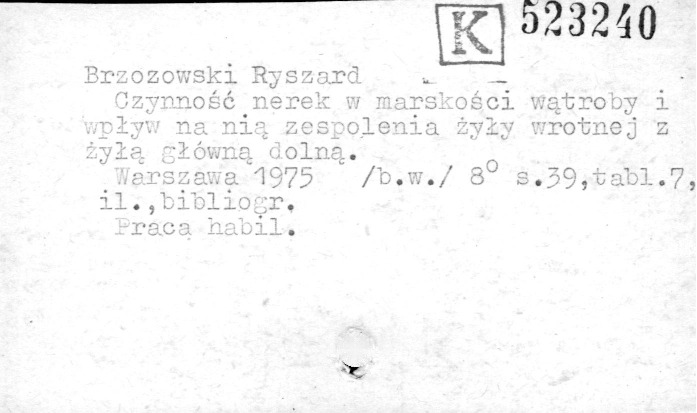 K 523240
Brzozowski Ryszard
Czynność nerek w marskości wątroby i
wpływ na nią zespolenia żyły wrotnej z
żyłą główną dolną.
Warszawa 1975 /b.w./ 8° s.39,tabl.7,
il.,bibliogr.
Praca habil.